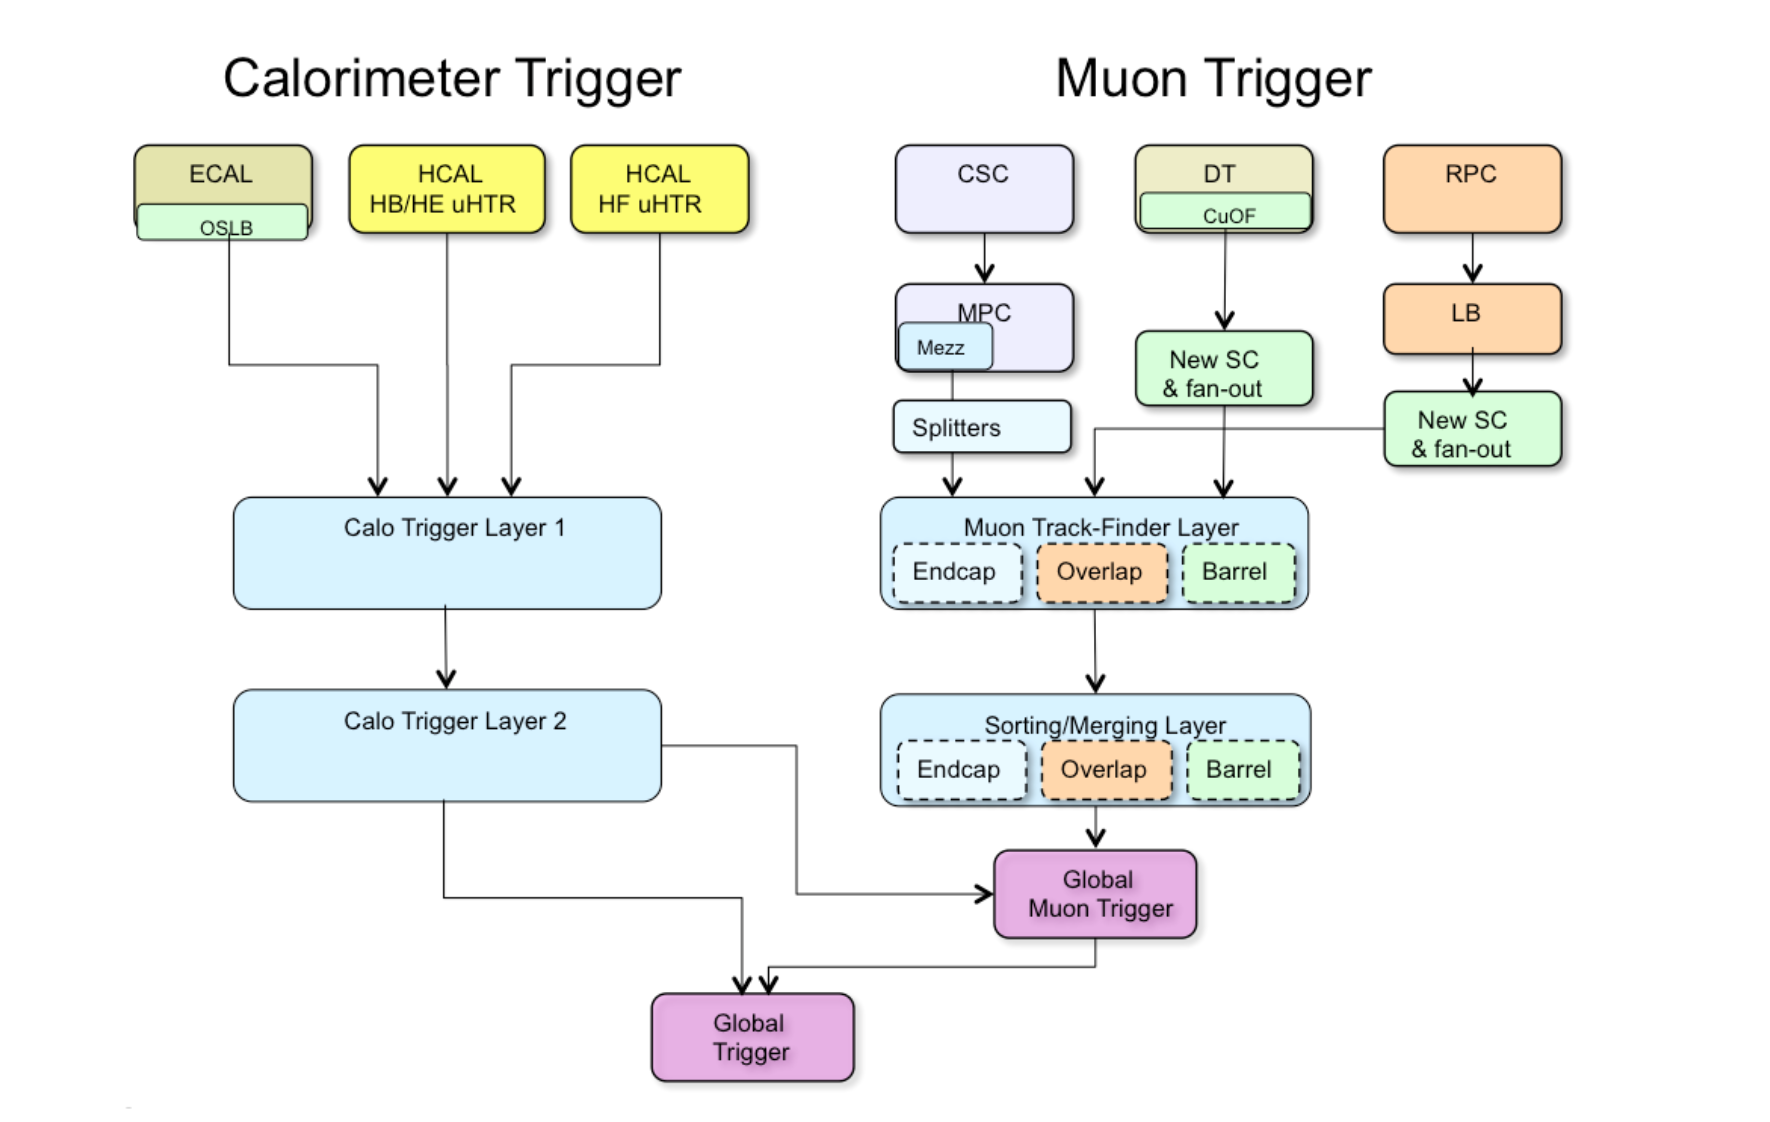 Calorimeter Trigger
Muon Trigger
ECAL
OSLB
HCAL
HB/HE uHTR
HCAL
HF uHTR
CSC
DT
CuOF
RPC
MPC
Mezz
LB
New SC
& fan-out
Splitters
New SC
& fan-out
Calo Trigger Layer 1
Muon Track-Finder Layer
Endcap
Overlap
Barrel
Calo Trigger Layer 2
Sorting/Merging Layer
Endcap
Overlap
Barrel
Global
Muon Trigger
Global
Trigger